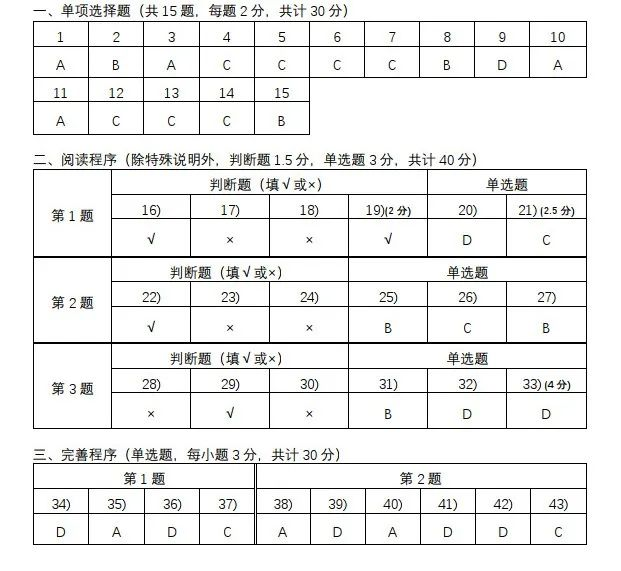 一、单项选择题（共 15 题，每题 2 分，共计 30 分）
1 2 3 4 5 6 7 8 9 10
A B A C C C C B D A
11 12 13 14 15
A C C C B
二、阅读程序（除特殊说明外，判断题 1.5 分，单选题 3 分，共计 40 分）
第 1 题 判断题（填√或×） 单选题
16) 17) 18) 19)(2 分) 20) 21)(2.5 分)
√ × × √ D C
第 2 题 判断题（填√或×） 单选题
22) 23) 24) 25) 26) 27)
√ × × B C B
第 3 题 判断题（填√或×） 单选题
28) 29) 30) 31) 32) 33)(4 分)
× √ × B D D
三、完善程序（单选题，每小题 3 分，共计 30 分）
第 1 题 第 2 题
34) 35) 36) 37) 38) 39) 40) 41) 42) 43)
D A D C A D A D D C